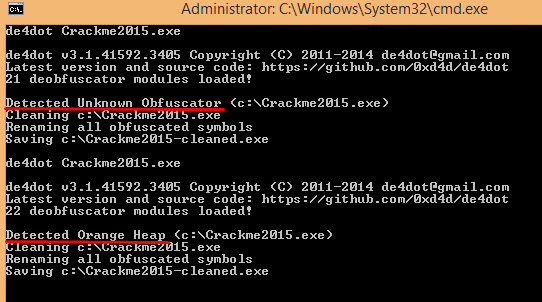 Administrator: C:\Windows\System32\cmd.exe
de4dot Crackme2015.exe
de4dot v3.1.41592.3405 Copyright (C) 2011-2014 de4dot@gmail.com
Latest version and source code: https://github.com/0xd4d/de4dot
21 deobfuscator modules loaded!
Detected Unknown Obfuscator (c:\Crackme2015.exe)
Cleaning c:\Crackme2015.exe
Renaming all obfuscated symbols
Saving c:\Crackme2015-cleaned.exe
de4dot Crackme2015.exe
de4dot v3.1.41592.3405 Copyright (C) 2011-2014 de4dot@gmail.com
Latest version and source code: https://github.com/0xd4d/de4dot
22 deobfuscator modules loaded!
Detected Orange Heap (c:\Crackme2015.exe)
Cleaning c:\Crackme2015.exe
Renaming all obfuscated symbols
Saving c:\Crackme2015-cleaned.exe